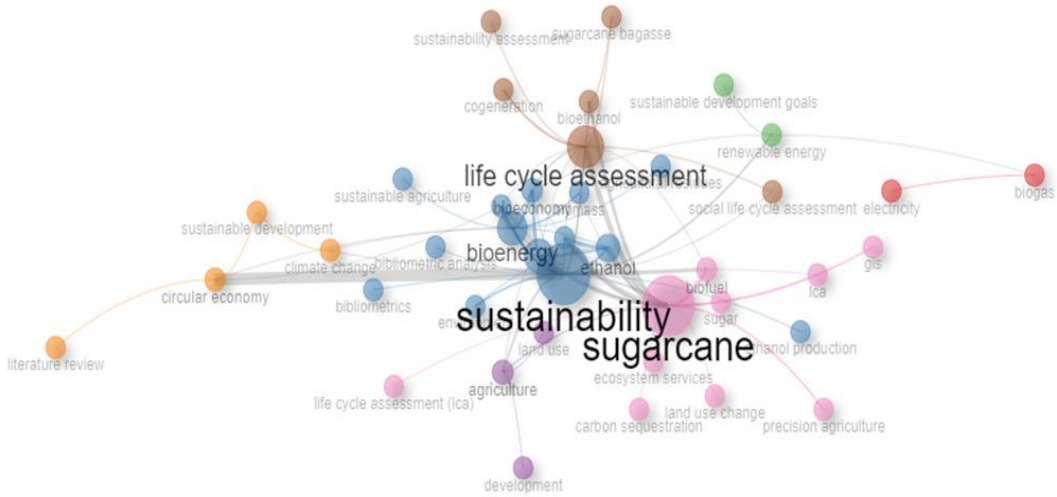 sustainability assessment
sugarcane bagasse
cogeneration
sustainable development goals
bioethanol
renewable energy
life cycle assessment
sustainable agriculture
social life cycle assessment
electricity
biogas
bioeconomy
sustainable development
bioenergy
climate change
bibliometric analysis
ethanol
gis
circular economy
bibliometrics
biofuel
lca
sugar
sustainability
sugarcane
land use
literature review
ecosystem services
agriculture
life cycle assessment (lca)
land use change
carbon sequestration
precision agriculture
development